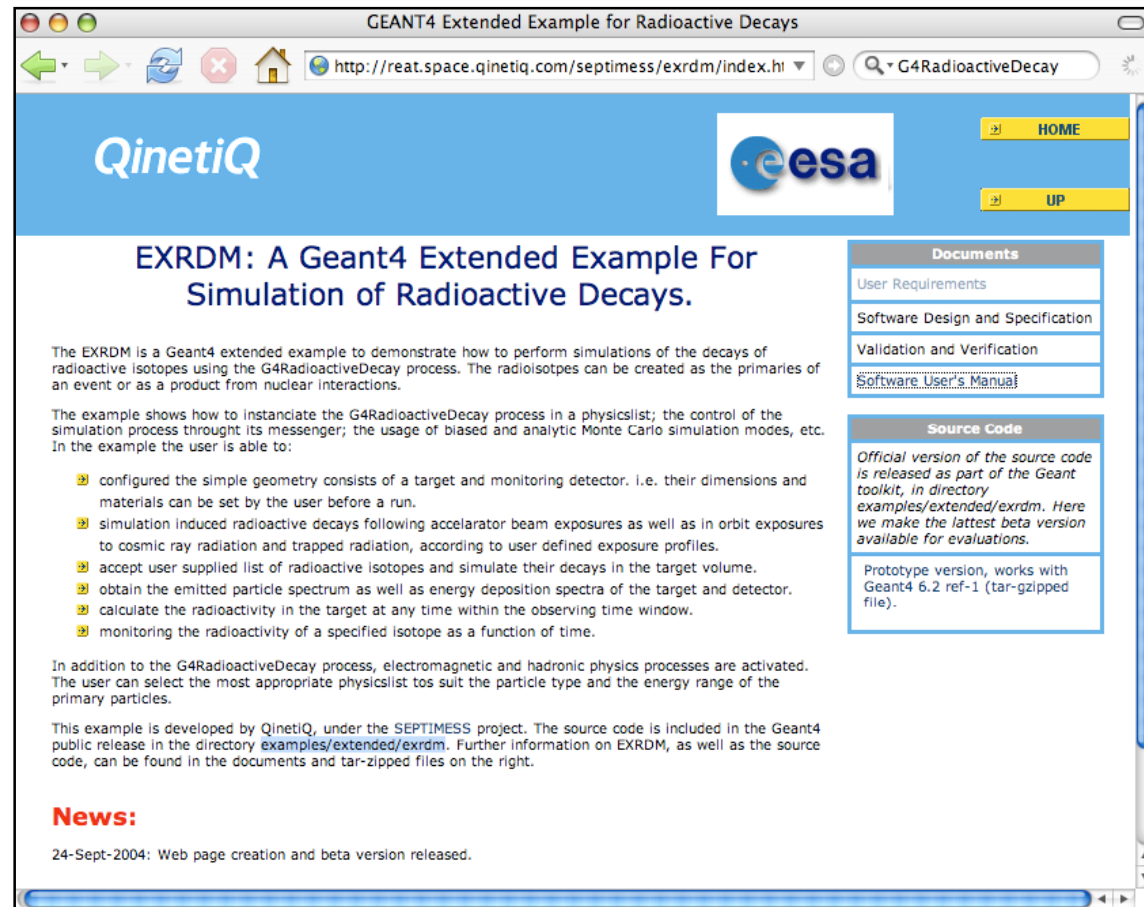 GEANT4 Extended Example for Radioactive Decays
http://reat.space.qinetiq.com/septimess/exrdm/index.h
G4RadioactiveDecay
QinetiQ
eesa
HOME
UP
EXRDM: A Geant4 Extended Example For
Simulation of Radioactive Decays.
The EXRDM is a Geant4 extended example to demonstrate how to perform simulations of the decays of
radioactive isotopes using the G4RadioactiveDecay process. The radioisotpes can be created as the primaries of
an event or as a product from nuclear interactions.
The example shows how to instanciate the G4RadioactiveDecay process in a physicslist; the control of the
simulation process throught its messenger; the usage of biased and analytic Monte Carlo simulation modes, etc.
In the example the user is able to:
configured the simple geometry consists of a target and monitoring detector. i.e. their dimensions and
materials can be set by the user before a run.
simulation induced radioactive decays following accelarator beam exposures as well as in orbit exposures
to cosmic ray radiation and trapped radiation, according to user defined exposure profiles.
accept user supplied list of radioactive isotopes and simulate their decays in the target volume.
obtain the emitted particle spectrum as well as energy deposition spectra of the target and detector.
calculate the radioactivity in the target at any time within the observing time window.
monitoring the radioactivity of a specified isotope as a function of time.
In addition to the G4RadioactiveDecay process, electromagnetic and hadronic physics processes are activated.
The user can select the most appropriate physicslist tos suit the particle type and the energy range of the
primary particles.
This example is developed by QinetiQ, under the SEPTIMESS project. The source code is included in the Geant4
public release in the directory examples/extended/exrdm. Further information on EXRDM, as well as the source
code, can be found in the documents and tar-zipped files on the right.
News:
24-Sept-2004: Web page creation and beta version released.
Documents
User Requirements
Software Design and Specification
Validation and Verification
Software User's Manual
Source Code
Official version of the source code
is released as part of the Geant
toolkit, in directory
examples/extended/exrdm. Here
we make the lattest beta version
available for evaluations.
Prototype version, works with
Geant4 6.2 ref-1 (tar-gzipped
file).